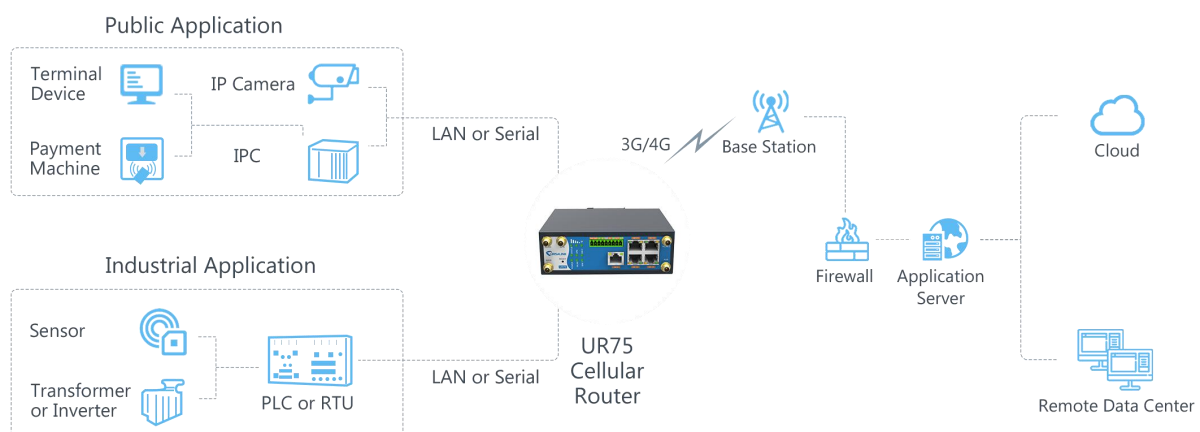 Public Application
Terminal
Device
IP Camera
Payment
Machine
IPC
LAN or Serial
3G/4G
Base Station
Cloud
Industrial Application
Firewall
Application
Server
Sensor
Transformer
or Inverter
PLC or RTU
LAN or Serial
UR75
Cellular
Router
Remote Data Center